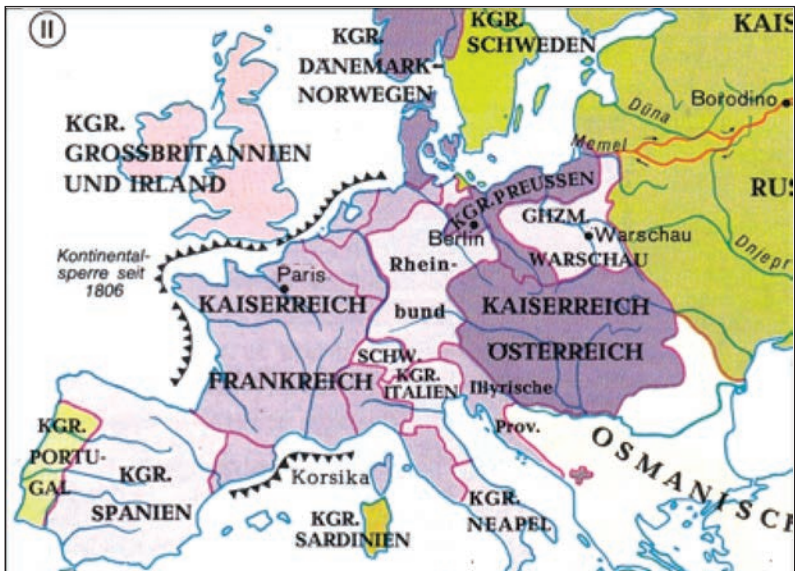 II
KGR.
DÄNEMARK-
NORWEGEN
KGR.
SCHWEDEN
KAIS
Düna
Borodino
Memel
KGR.
GROSSBRITANNIEN
UND IRLAND
RUS
KGR. PREUSSEN
Berlin
GHZM.
Warschau
WARSCHAU
Dnjepr
Kontinental-
sperre seit
1806
Paris
KAISERREICH
FRANKREICH
Rhein-
bund
KAISERREICH
ÖSTERREICH
SCHW.
KGR.
ITALIEN
Illyrische
Prov.
OSMANISCH
KGR.
PORTU-
GAL
KGR.
SPANIEN
Korsika
KGR.
SARDINIEN
KGR.
NEAPEL